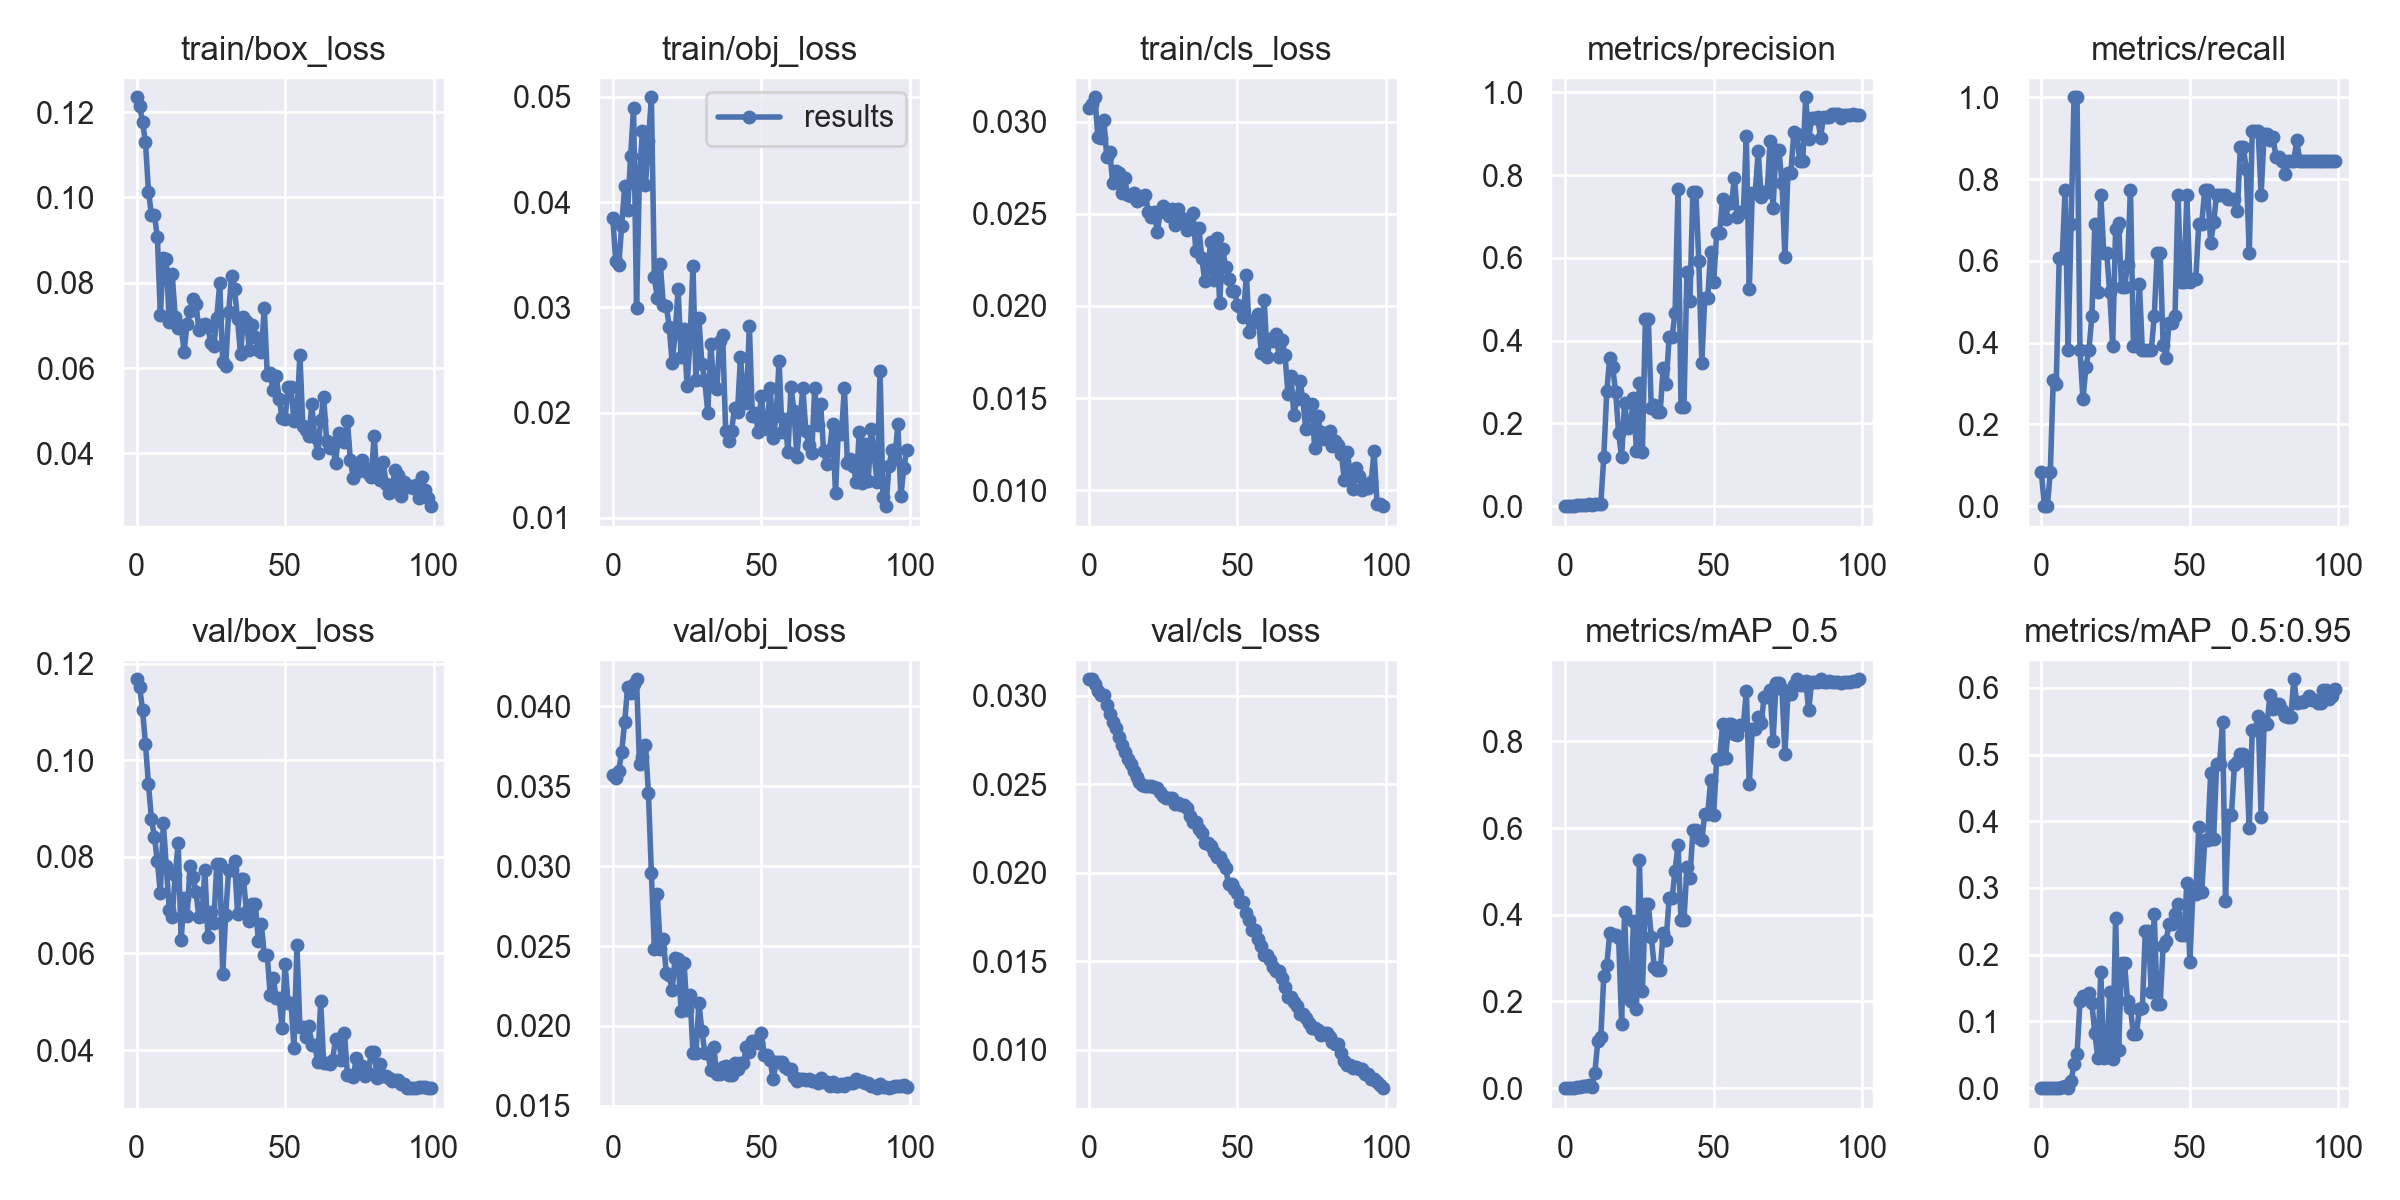 train/box_loss
train/obj_loss
train/cls_loss
metrics/precision
metrics/recall
0.12
0.10
0.08
0.06
0.04
0 50 100
results
0.05
0.04
0.03
0.02
0.01
0 50 100
0.030
0.025
0.020
0.015
0.010
0 50 100
1.0
0.8
0.6
0.4
0.2
0.0
0 50 100
1.0
0.8
0.6
0.4
0.2
0.0
0 50 100
val/box_loss
val/obj_loss
val/cls_loss
metrics/mAP_0.5
metrics/mAP_0.5:0.95
0.12
0.10
0.08
0.06
0.04
0 50 100
0.040
0.035
0.030
0.025
0.020
0.015
0 50 100
0.030
0.025
0.020
0.015
0.010
0 50 100
0.8
0.6
0.4
0.2
0.0
0 50 100
0.6
0.5
0.4
0.3
0.2
0.1
0.0
0 50 100